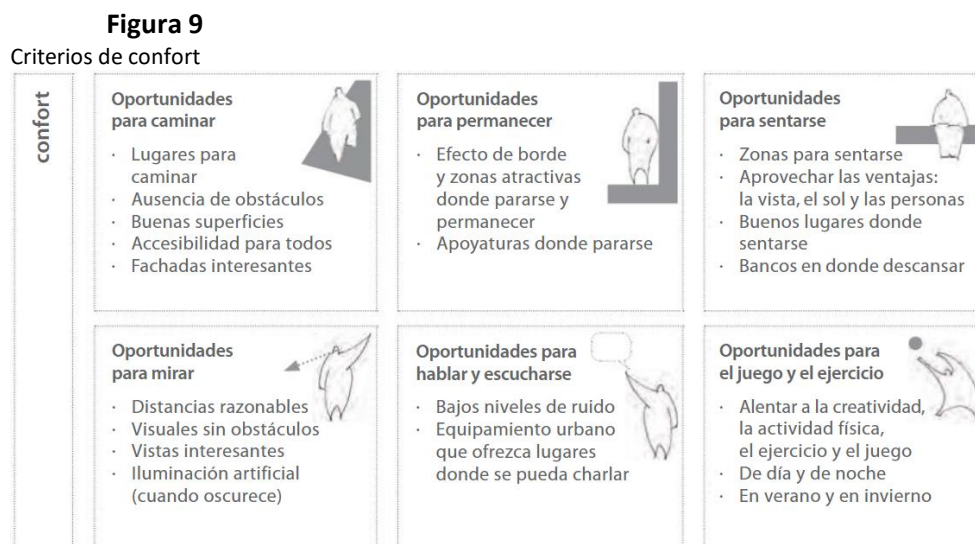 Figura 9
Criterios de confort
confort
Oportunidades
para caminar
· Lugares para
caminar
· Ausencia de obstáculos
· Buenas superficies
· Accesibilidad para todos
· Fachadas interesantes
Oportunidades
para permanecer
· Efecto de borde
y zonas atractivas
donde pararse y
permanecer
· Apoyaturas donde pararse
Oportunidades
para sentarse
· Zonas para sentarse
· Aprovechar las ventajas:
la vista, el sol y las personas
· Buenos lugares donde
sentarse
· Bancos en donde descansar
Oportunidades
para mirar
· Distancias razonables
· Visuales sin obstáculos
· Vistas interesantes
· Iluminación artificial
(cuando oscurece)
Oportunidades para
hablar y escucharse
· Bajos niveles de ruido
· Equipamiento urbano
que ofrezca lugares
donde se pueda charlar
Oportunidades para
el juego y el ejercicio
· Alentar a la creatividad,
la actividad física,
el ejercicio y el juego
· De día y de noche
· En verano y en invierno